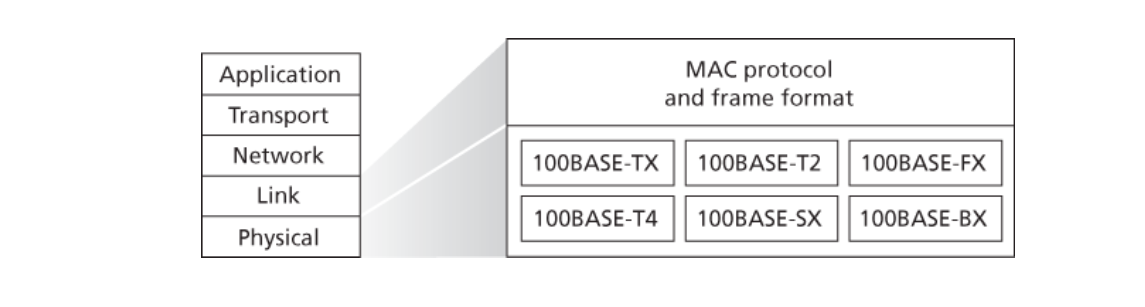 Application
Transport
Network
Link
Physical
MAC protocol
and frame format
100BASE-TX
100BASE-T2
100BASE-FX
100BASE-T4
100BASE-SX
100BASE-BX